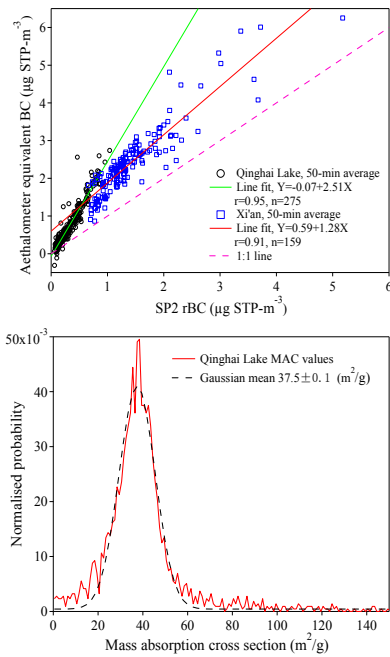 Aethalometer equivalent BC (µg STP-m⁻³)
6
5
4
3
2
1
0
Qinghai Lake, 50-min average
Line fit, Y=-0.07+2.51X
r=0.95, n=275
Xi'an, 50-min average
Line fit, Y=0.59+1.28X
r=0.91, n=159
1:1 line
0 1 2 3 4 5 6
SP2 rBC (µg STP-m⁻³)
50x10⁻³
40
30
20
10
0
Normalised probability
Qinghai Lake MAC values
Gaussian mean 37.5±0.1 (m²/g)
0 20 40 60 80 100 120 140
Mass absorption cross section (m²/g)